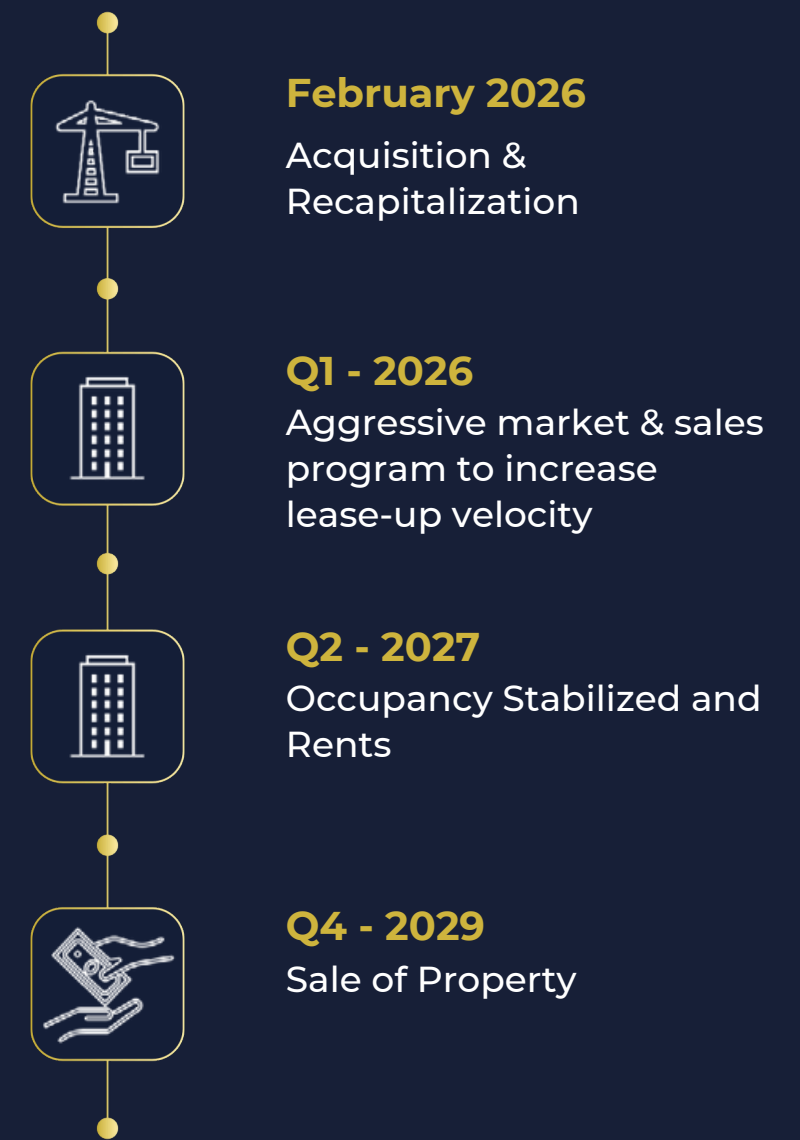 February 2026
Acquisition &
Recapitalization
Q1 - 2026
Aggressive market & sales
program to increase
lease-up velocity
Q2 - 2027
Occupancy Stabilized and
Rents
Q4 - 2029
Sale of Property